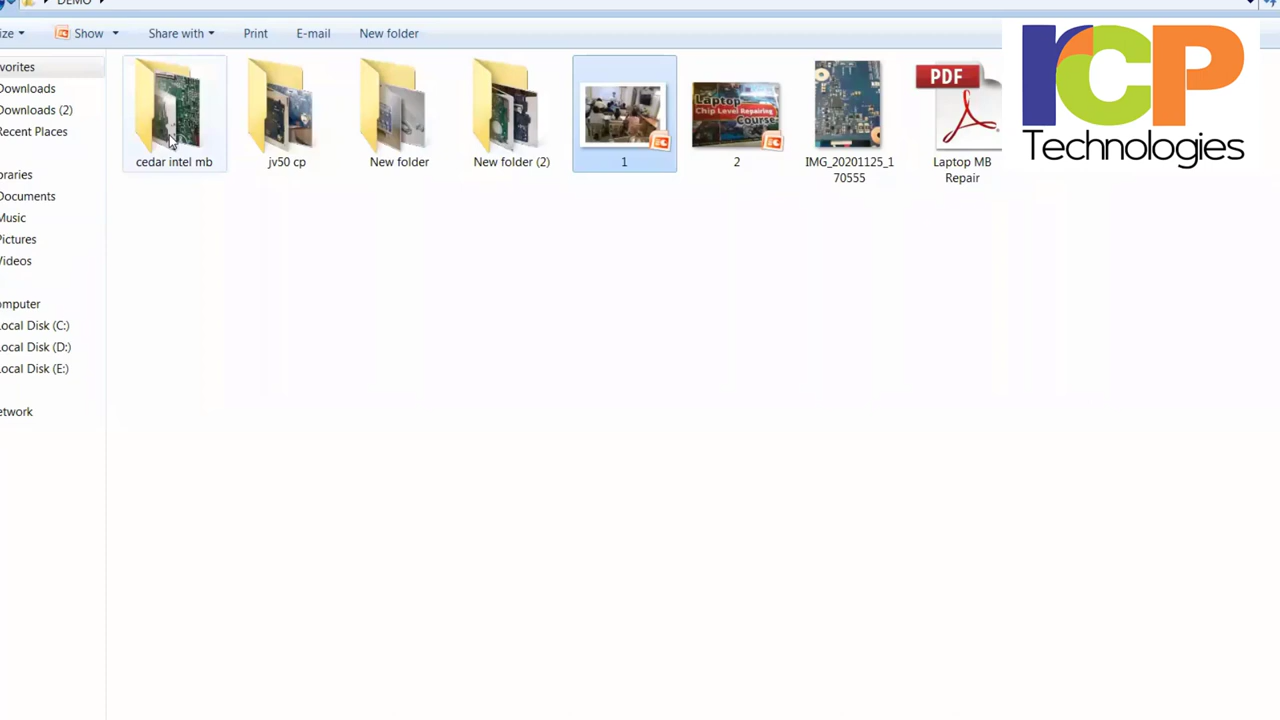 DEMO
ize
Show
Share with
Print
E-mail
New folder
vorites
Downloads
Downloads (2)
Recent Places
braries
Documents
Music
Pictures
Videos
omputer
Local Disk (C:)
Local Disk (D:)
Local Disk (E:)
etwork
cedar intel mb
jv50 cp
New folder
New folder (2)
1
Laptop
Chip Level Repairing
Course
2
IMG_20201125_1
70555
PDF
Laptop MB
Repair
rcP
Technologies